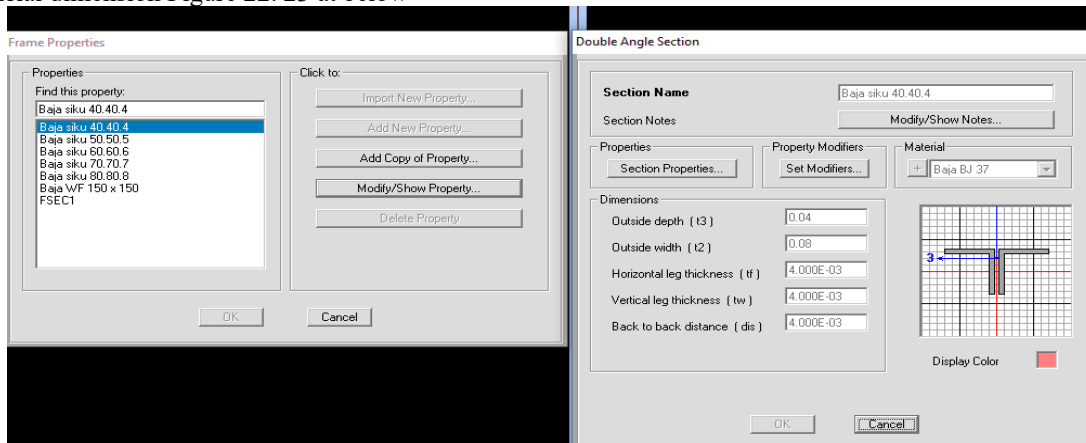 Frame Properties
Properties
Find this property:
Baja siku 40.40.4
Baja siku 40.40.4
Baja siku 50.50.5
Baja siku 60.60.6
Baja siku 70.70.7
Baja siku 80.80.8
Baja WF 150 x 150
FSEC1
Click to:
Import New Property...
Add New Property...
Add Copy of Property...
Modify/Show Property...
Delete Property
OK
Cancel
Double Angle Section
Section Name
Baja siku 40.40.4
Section Notes
Modify/Show Notes...
Properties
Section Properties...
Property Modifiers
Set Modifiers...
Material
+
Baja BJ 37
Dimensions
Outside depth ( t3 )
0.04
Outside width ( t2 )
0.08
Horizontal leg thickness ( tf )
4.000E-03
Vertical leg thickness ( tw )
4.000E-03
Back to back distance ( dis )
4.000E-03
3
Display Color
OK
Cancel